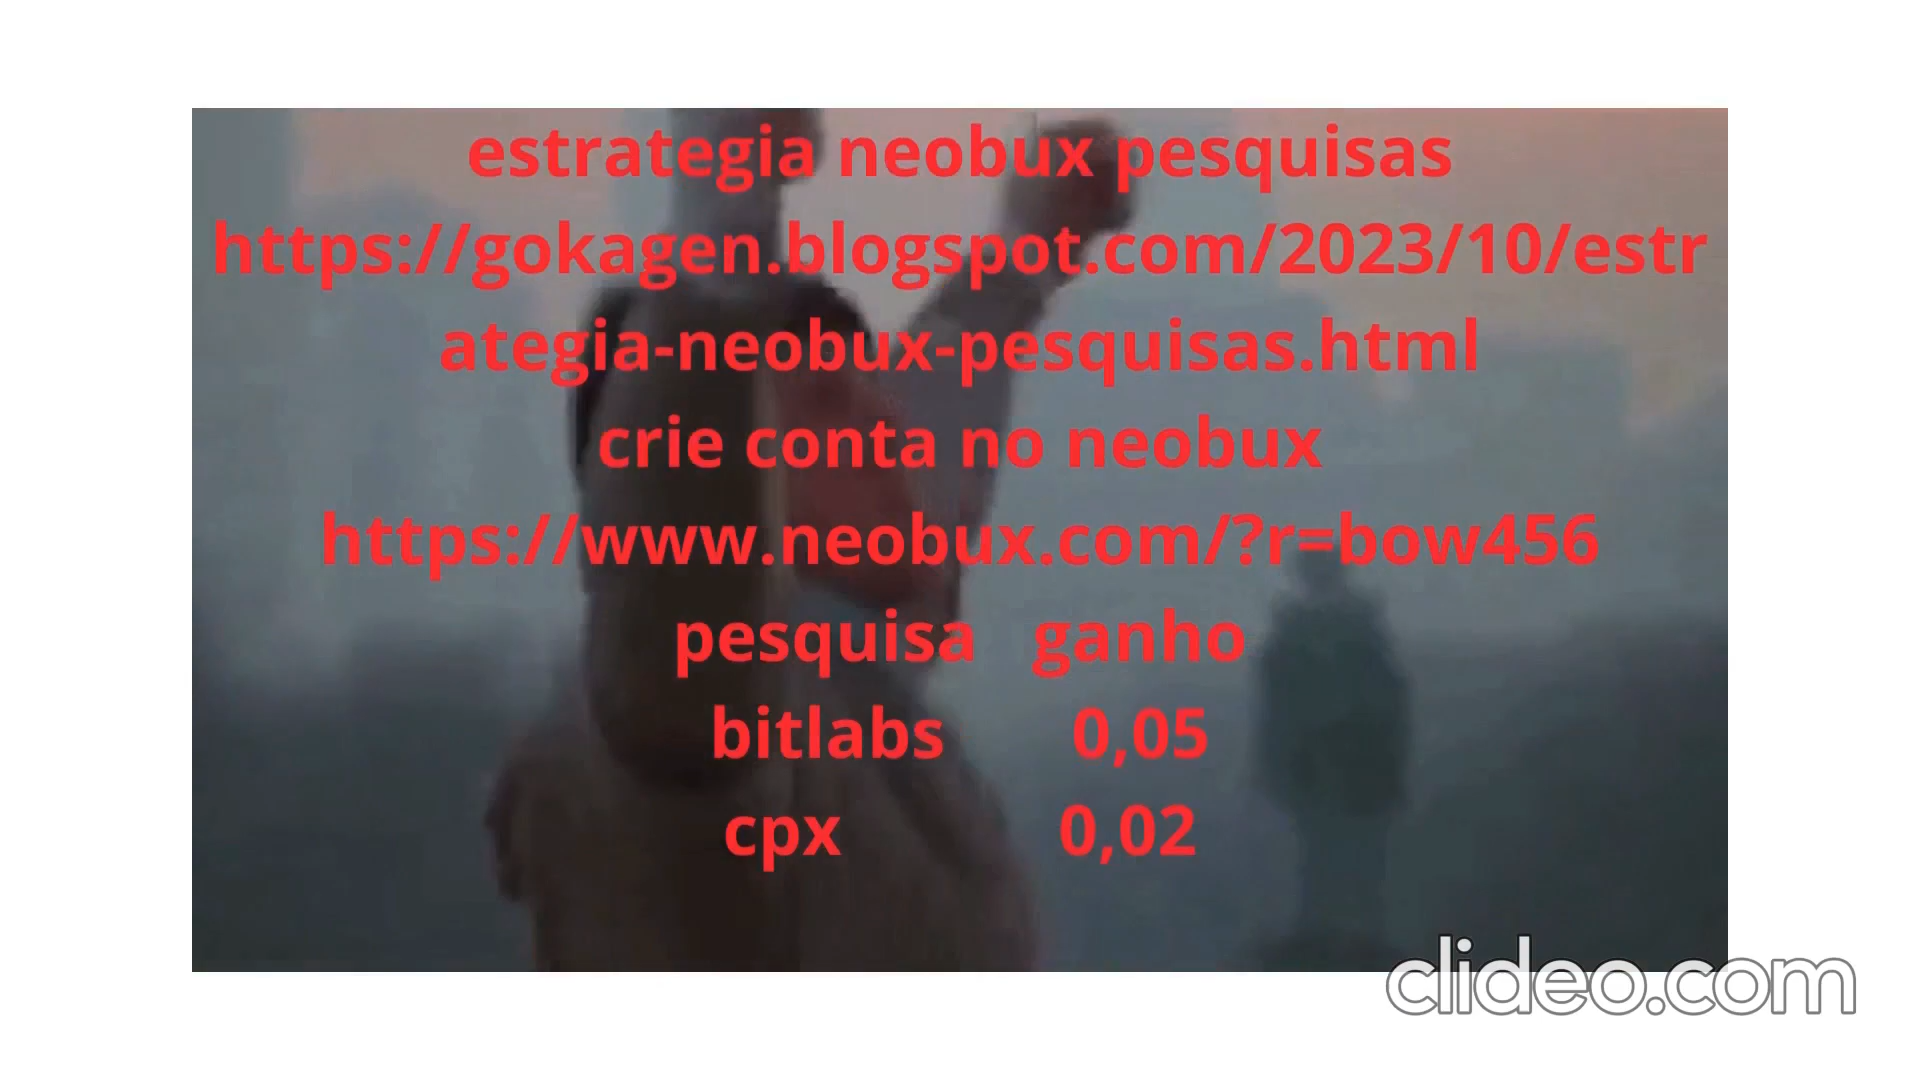 estrategia neobux pesquisas
https://gokagen.blogspot.com/2023/10/estr
ategia-neobux-pesquisas.html
crie conta no neobux
https://www.neobux.com/?r=bow456
pesquisa ganho
bitlabs 0,05
cpx 0,02
clideo.com